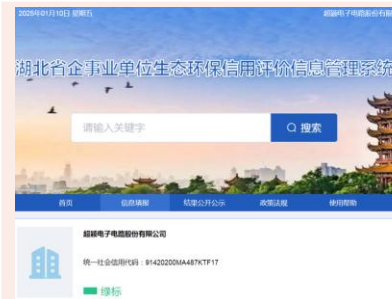 2025年01月10日 星期五
超颖电子电路股份有限
湖北省企事业单位生态环保信用评价信息管理系统
请输入关键字
搜索
首页 信息填报 结果公开公示 政策法规 使用帮助
超颖电子电路股份有限公司
统一社会信用代码：91420200MA487KTF17
绿标